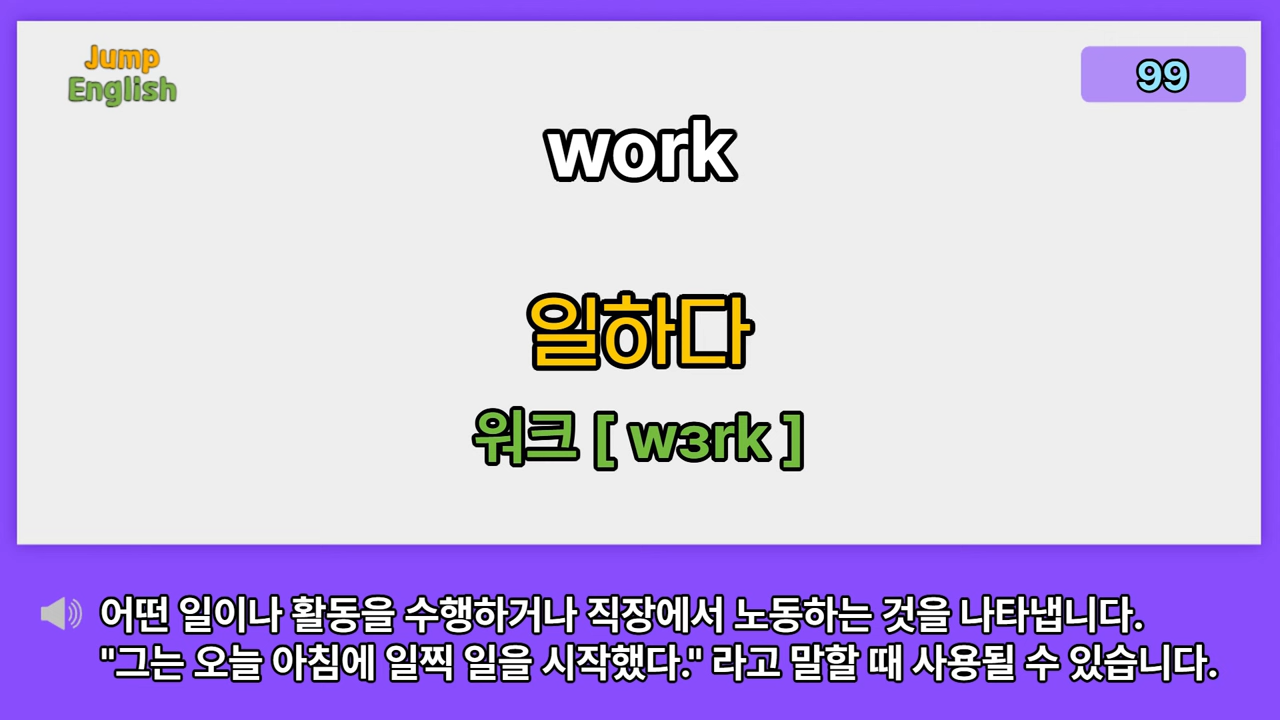 Jump
English
99
work
일하다
워크 [ wɜrk ]
어떤 일이나 활동을 수행하거나 직장에서 노동하는 것을 나타냅니다.
"그는 오늘 아침에 일찍 일을 시작했다." 라고 말할 때 사용될 수 있습니다.